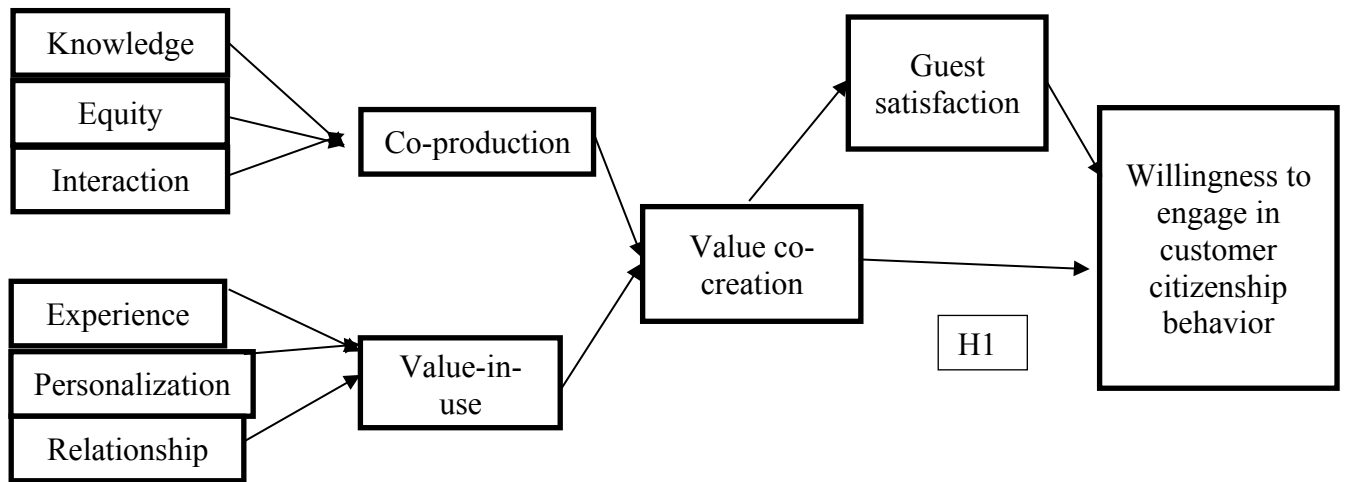 Knowledge
Equity
Interaction
Co-production
Experience
Personalization
Relationship
Value-in-
use
Value co-
creation
Guest
satisfaction
H1
Willingness to
engage in
customer
citizenship
behavior